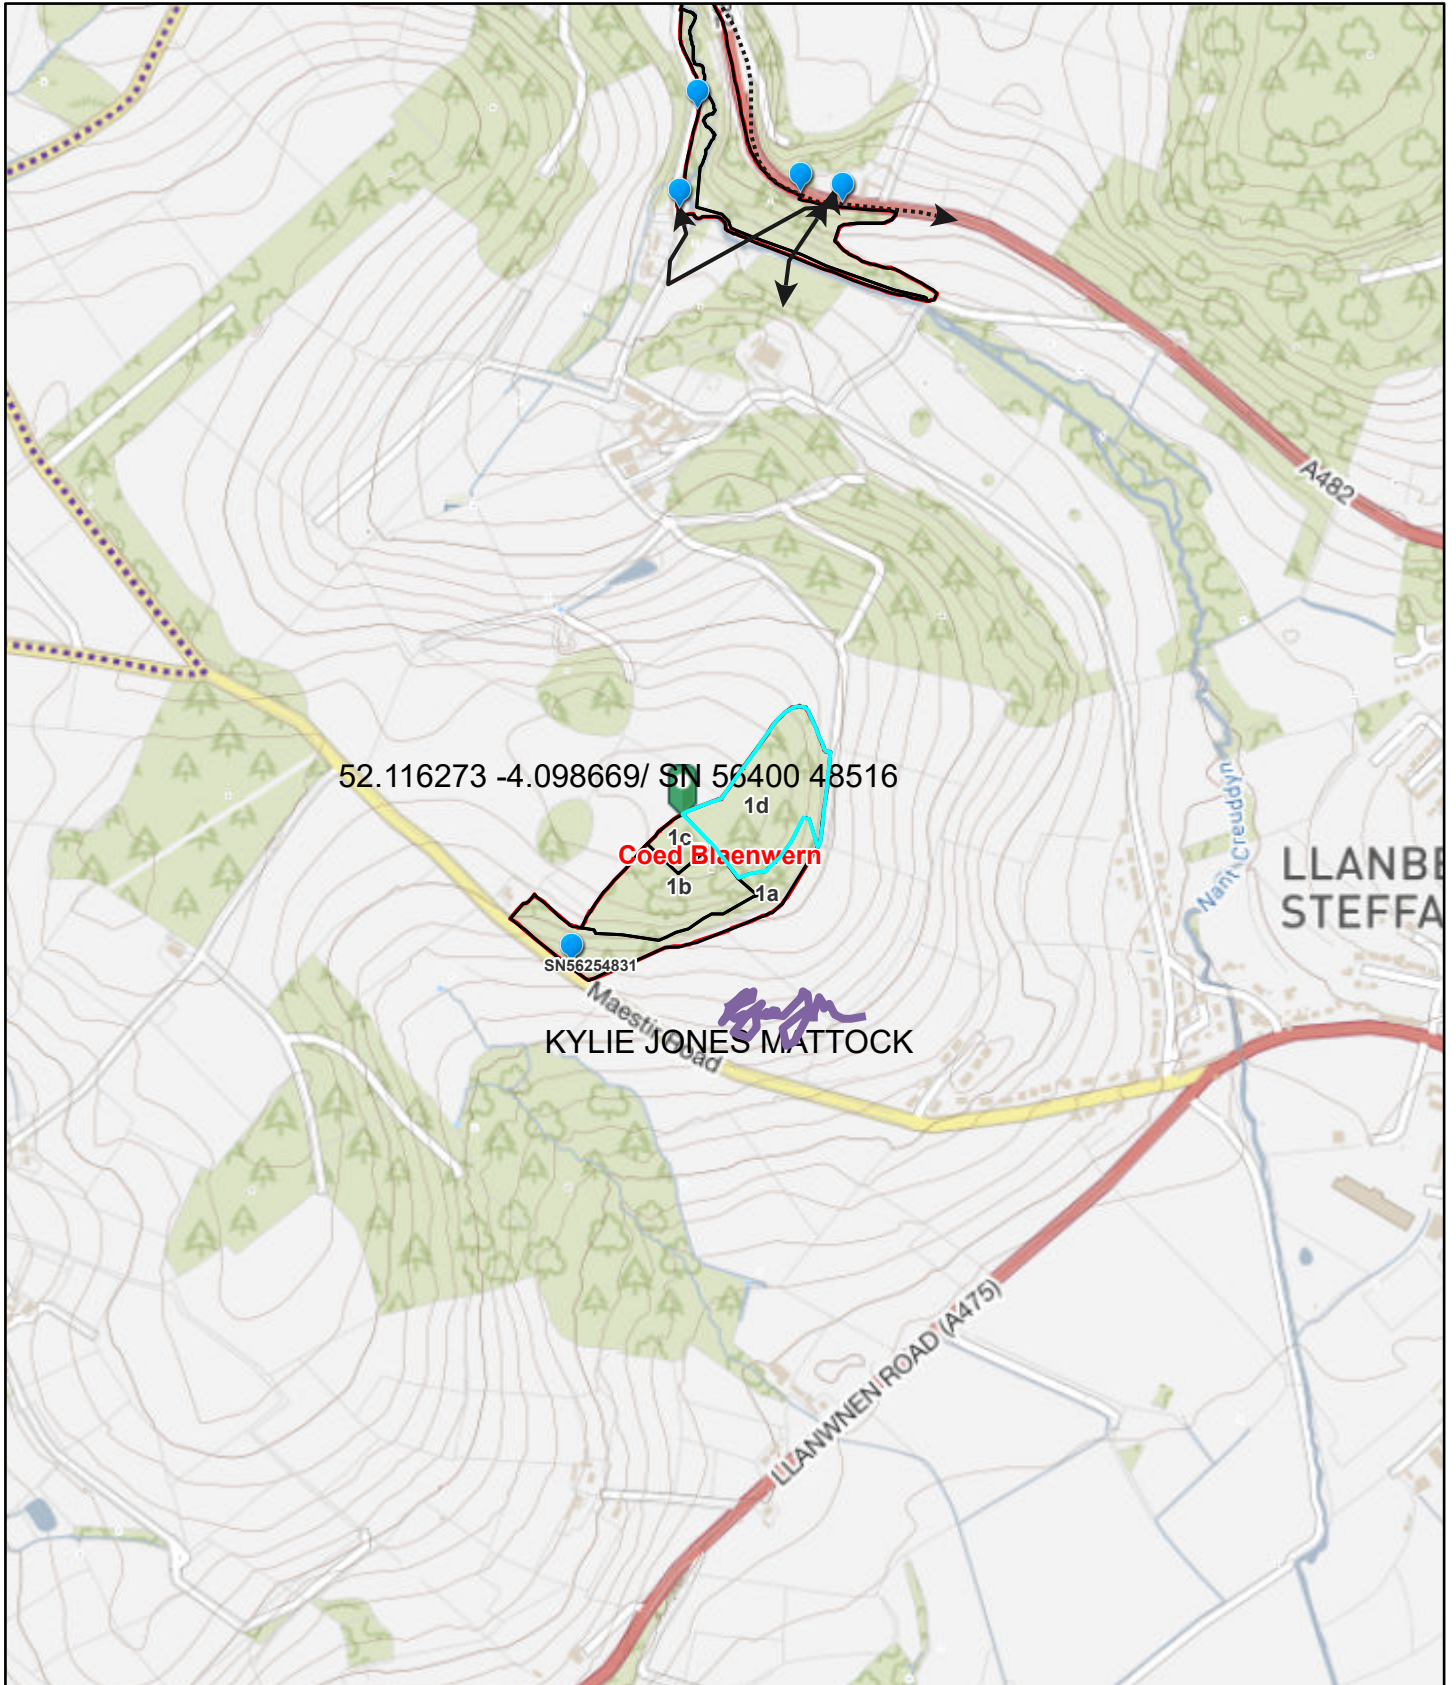 A482
52.116273 -4.098669/ SN 56400 48516
1d
1c
Coed Blaenwern
1b
1a
Nant Creuddyn
LLANBE
STEFFA
SN56254831
Maestir Road
KYLIE JONES MATTOCK
LLANWNEN ROAD (A475)